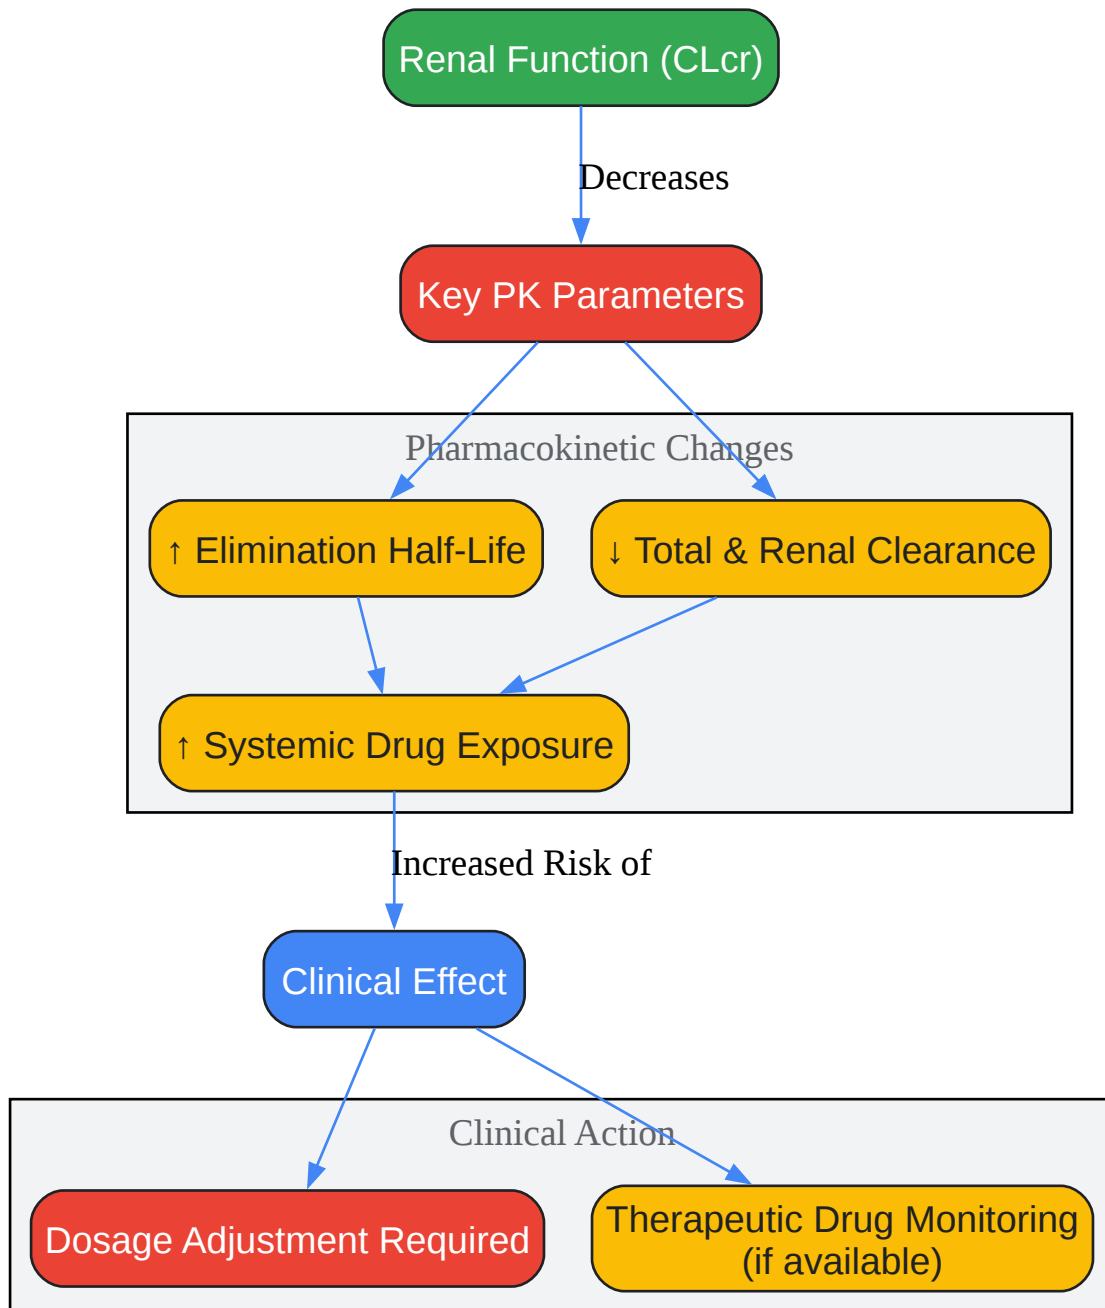 Renal Function (CLcr)
Decreases
Key PK Parameters
Pharmacokinetic Changes
↑ Elimination Half-Life
↓ Total & Renal Clearance
↑ Systemic Drug Exposure
Increased Risk of
Clinical Effect
Clinical Action
Dosage Adjustment Required
Therapeutic Drug Monitoring
(if available)